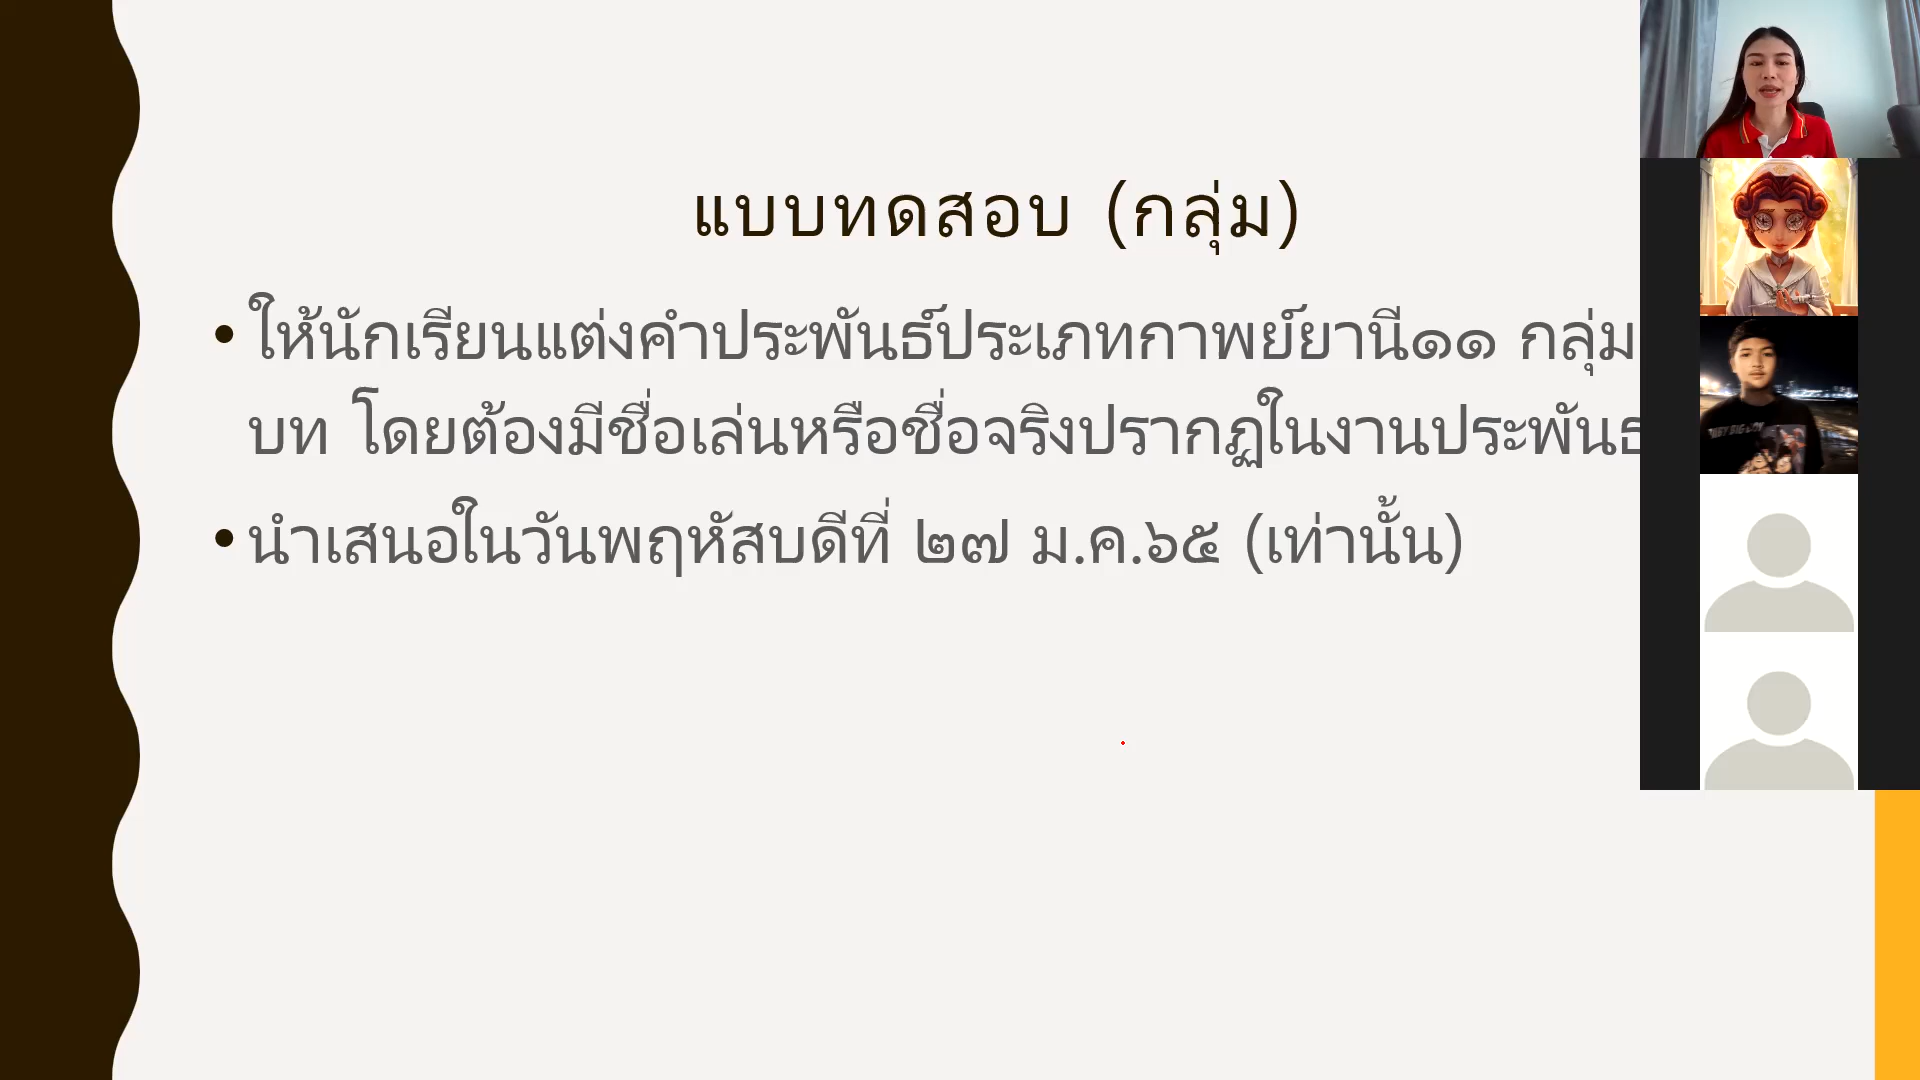 แบบทดสอบ (กลุ่ม)
• ให้นักเรียนแต่งคำประพันธ์ประเภทกาพย์ยานี๑๑ กลุ่ม
บท โดยต้องมีชื่อเล่นหรือชื่อจริงปรากฏในงานประพันธ
• นำเสนอในวันพฤหัสบดีที่ ๒๗ ม.ค.๖๕ (เท่านั้น)